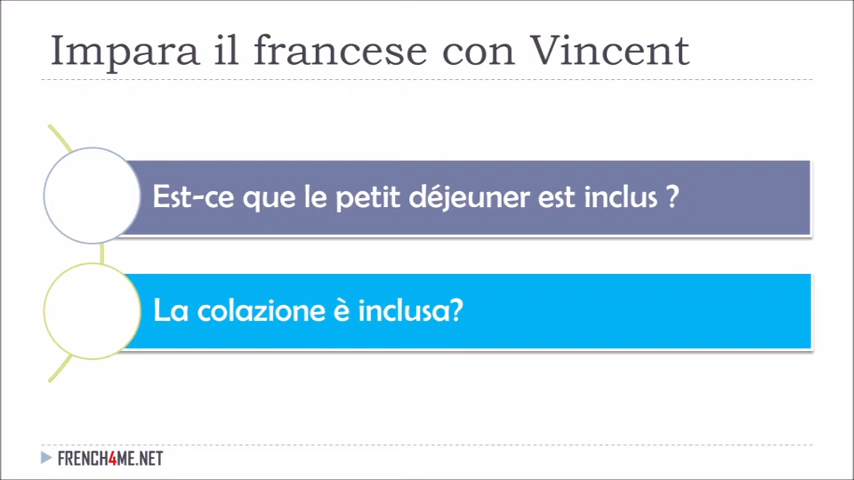 Impara il francese con Vincent
Est-ce que le petit déjeuner est inclus ?
La colazione è inclusa?
FRENCH4ME.NET